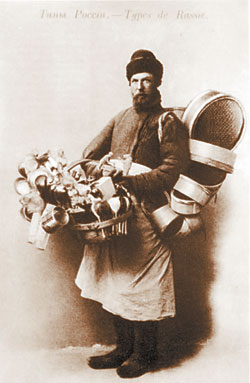 Типы Россіи. — Types de Russie.